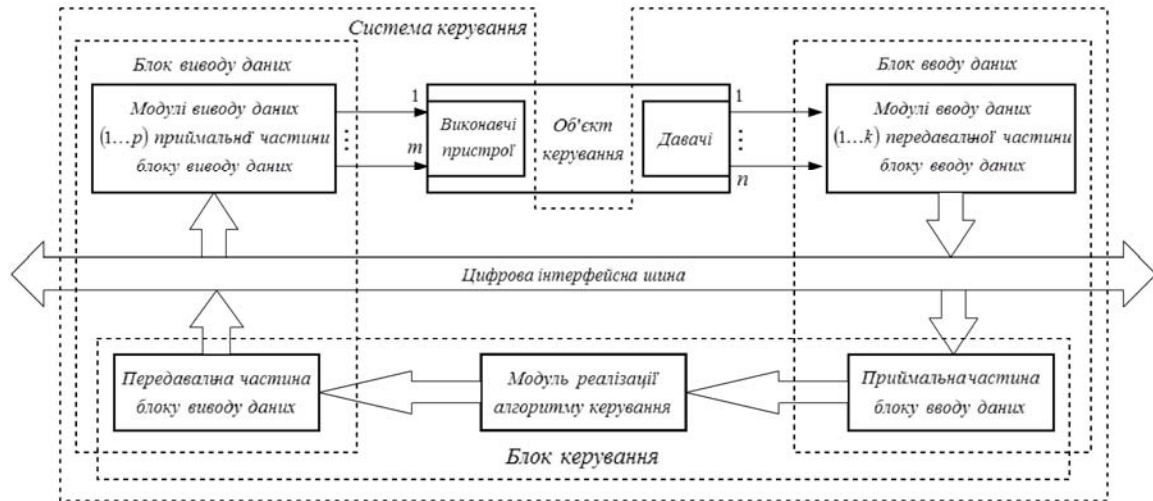 Система керування
Блок виводу даних
Блок вводу даних
Модулі виводу даних
(1…p) приймальної частини
блоку виводу даних
1
⋮
m
Виконавчі
пристрої
Об’єкт
керування
Давачі
1
⋮
n
Модулі вводу даних
(1…k) передавальної частини
блоку вводу даних
Цифрова інтерфейсна шина
Передавальна частина
блоку виводу даних
Модуль реалізації
алгоритму керування
Приймальна частина
блоку вводу даних
Блок керування